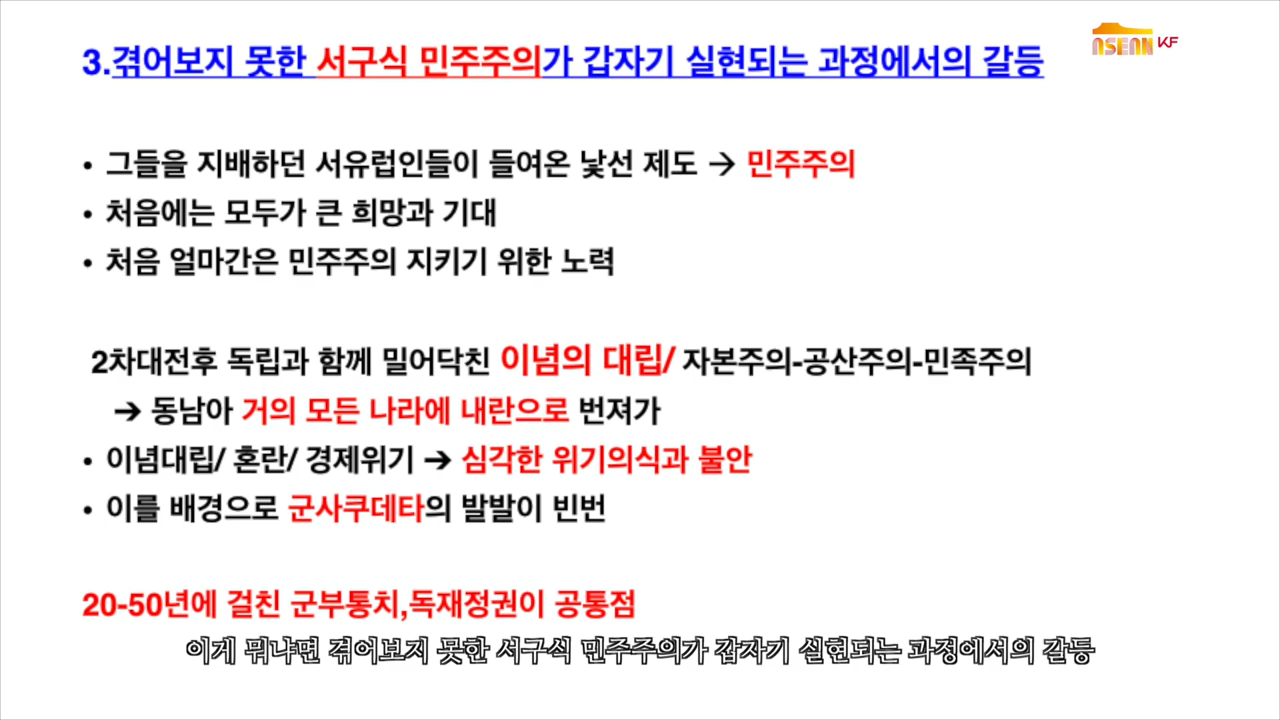 ASEAN KF
3.겪어보지 못한 서구식 민주주의가 갑자기 실현되는 과정에서의 갈등
• 그들을 지배하던 서유럽인들이 들여온 낯선 제도 → 민주주의
• 처음에는 모두가 큰 희망과 기대
• 처음 얼마간은 민주주의 지키기 위한 노력
2차대전후 독립과 함께 밀어닥친 이념의 대립/ 자본주의-공산주의-민족주의
➔ 동남아 거의 모든 나라에 내란으로 번져가
• 이념대립/ 혼란/ 경제위기 ➔ 심각한 위기의식과 불안
• 이를 배경으로 군사쿠데타의 발발이 빈번
20-50년에 걸친 군부통치,독재정권이 공통점
이게 뭐냐면 겪어보지 못한 서구식 민주주의가 갑자기 실현되는 과정에서의 갈등